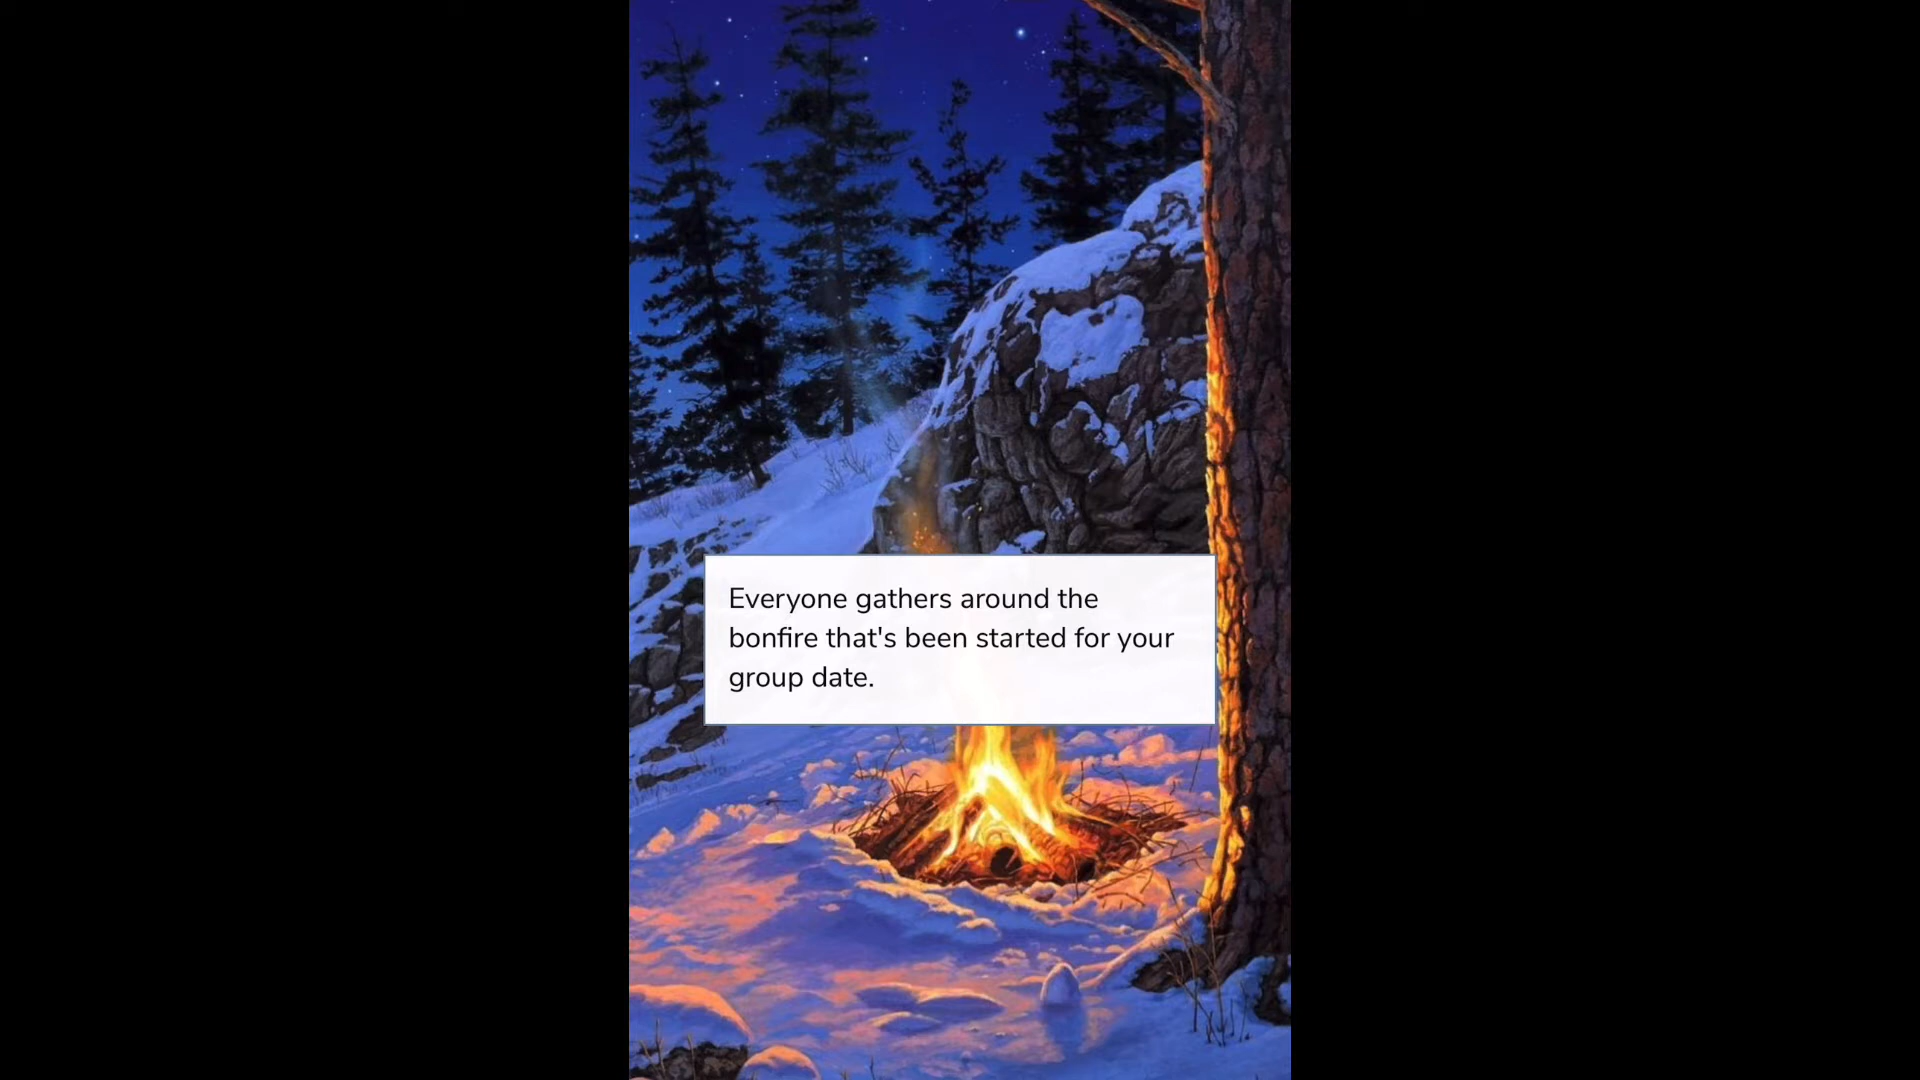 Everyone gathers around the
bonfire that's been started for your
group date.